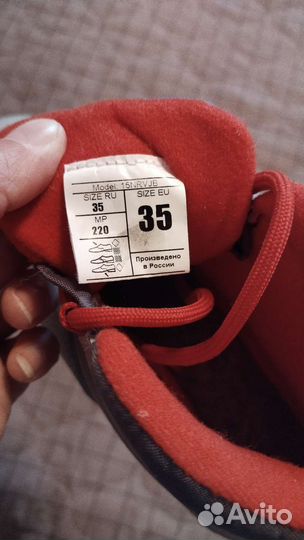 Model: 15NRVJB
SIZE RU
35
MP
220
SIZE EU
35
Произведено
в России
Avito